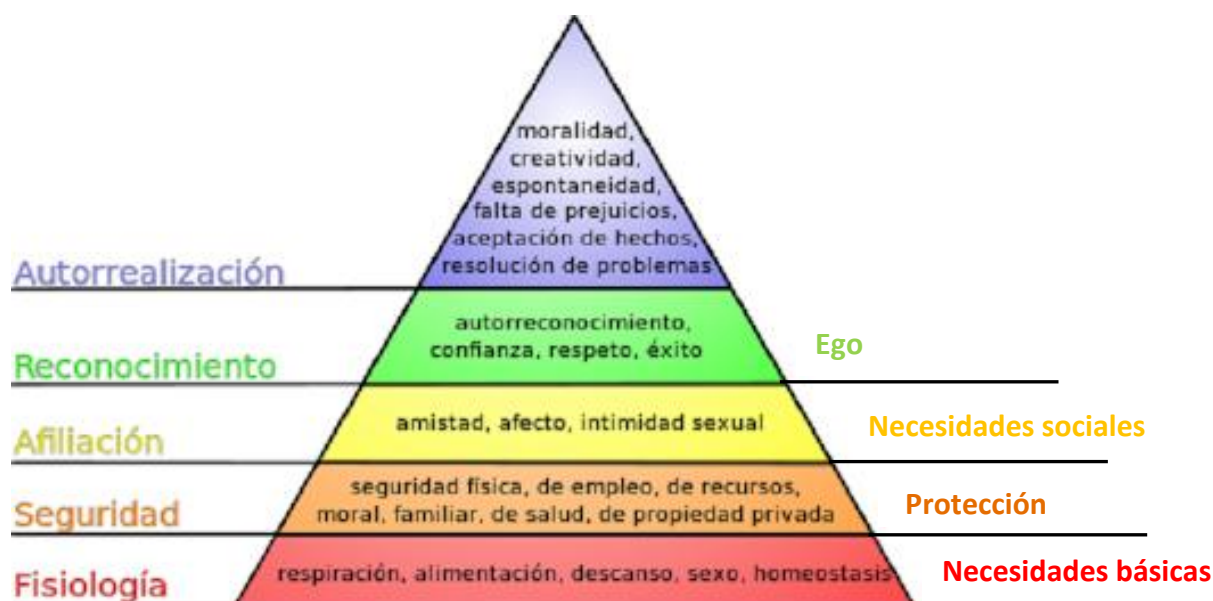 moralidad,
creatividad,
espontaneidad,
falta de prejuicios,
aceptación de hechos,
resolución de problemas
Autorrealización
autorreconocimiento,
confianza, respeto, éxito
Reconocimiento
Ego
amistad, afecto, intimidad sexual
Afiliación
Necesidades sociales
seguridad física, de empleo, de recursos,
moral, familiar, de salud, de propiedad privada
Seguridad
Protección
respiración, alimentación, descanso, sexo, homeostasis
Fisiología
Necesidades básicas